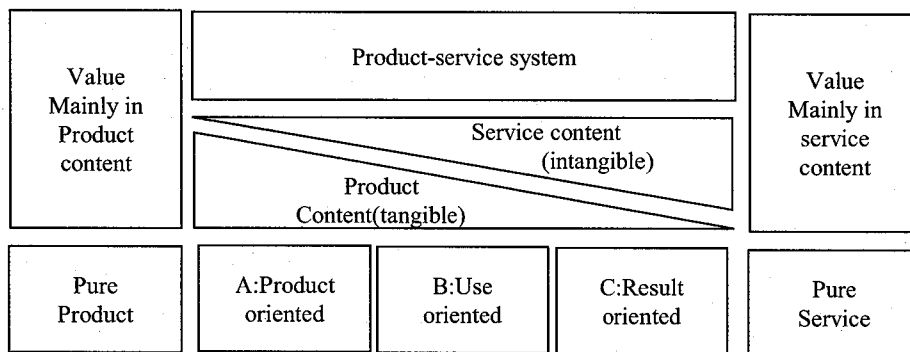 Value
Mainly in
Product
content
Product-service system
Service content
(intangible)
Product
Content(tangible)
Value
Mainly in
service
content
Pure
Product
A:Product
oriented
B:Use
oriented
C:Result
oriented
Pure
Service